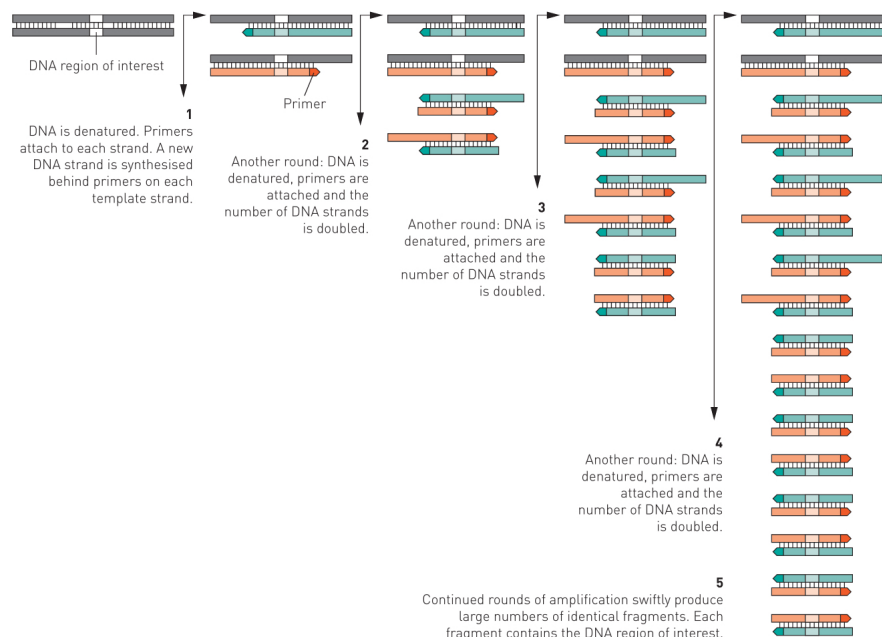 DNA region of interest
Primer
1
DNA is denatured. Primers
attach to each strand. A new
DNA strand is synthesised
behind primers on each
template strand.
2
Another round: DNA is
denatured, primers are
attached and the
number of DNA strands
is doubled.
3
Another round: DNA is
denatured, primers are
attached and the
number of DNA strands
is doubled.
4
Another round: DNA is
denatured, primers are
attached and the
number of DNA strands
is doubled.
5
Continued rounds of amplification swiftly produce
large numbers of identical fragments. Each
fragment contains the DNA region of interest.